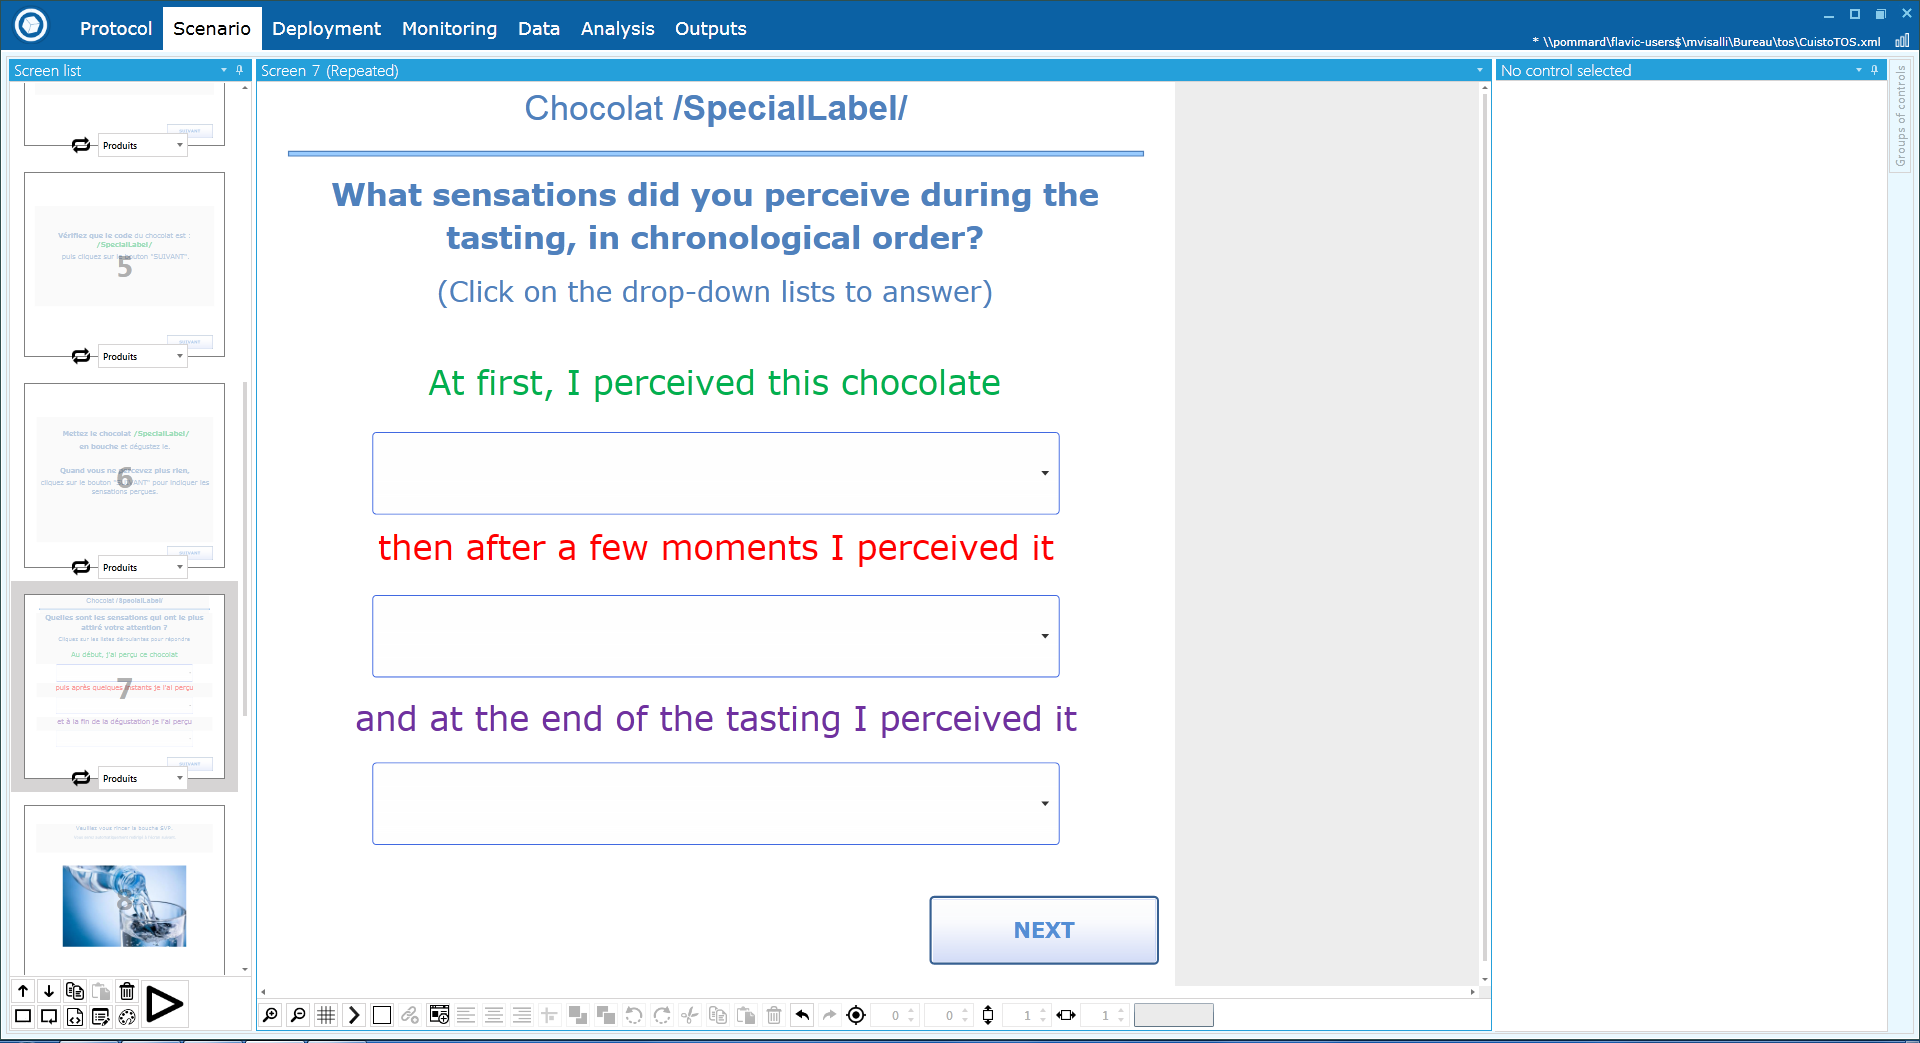 Protocol Scenario Deployment Monitoring Data Analysis Outputs
* \\pommard\flavic-users$\mvisalli\Bureau\tos\CuistoTOS.xml
Screen list
Screen 7 (Repeated)
No control selected
Groups of controls
SUIVANT
Produits
Vérifiez que le code du chocolat est :
/SpecialLabel/
puis cliquez sur le bouton "SUIVANT".
5
SUIVANT
Produits
Mettez le chocolat /SpecialLabel/
en bouche et dégustez le.
Quand vous ne percevez plus rien,
cliquez sur le bouton "SUIVANT" pour indiquer les
sensations perçues.
6
SUIVANT
Produits
Chocolat /SpecialLabel/
Quelles sont les sensations qui ont le plus
attiré votre attention ?
Cliquez sur les listes déroulantes pour répondre
Au début, j'ai perçu ce chocolat
puis après quelques instants je l'ai perçu
7
et à la fin de la dégustation je l'ai perçu
SUIVANT
Produits
Veuillez vous rincer la bouche SVP.
8
Chocolat /SpecialLabel/
What sensations did you perceive during the
tasting, in chronological order?
(Click on the drop-down lists to answer)
At first, I perceived this chocolate
then after a few moments I perceived it
and at the end of the tasting I perceived it
NEXT
0 0 1 1